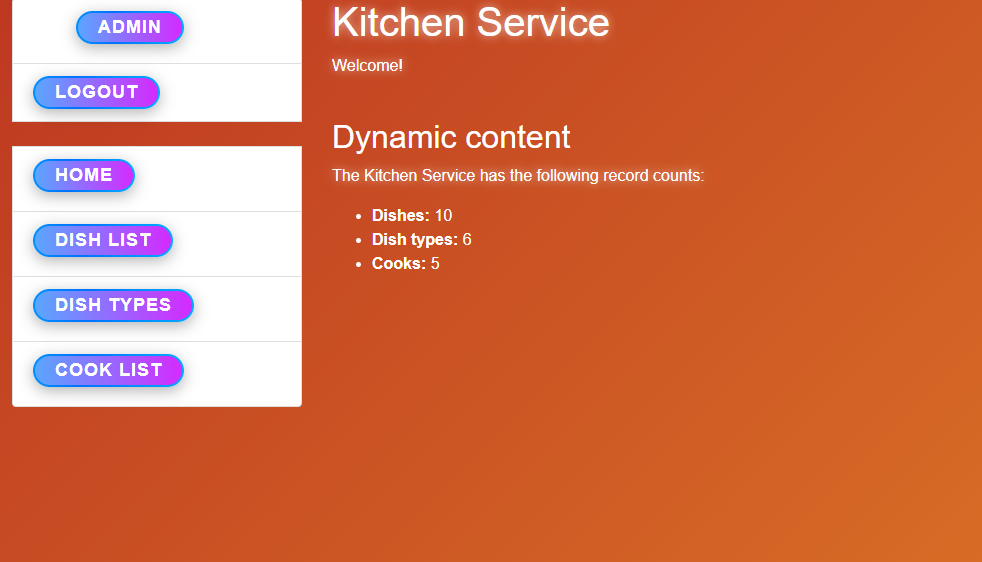 ADMIN
LOGOUT
HOME
DISH LIST
DISH TYPES
COOK LIST
Kitchen Service
Welcome!
Dynamic content
The Kitchen Service has the following record counts:
• Dishes: 10
• Dish types: 6
• Cooks: 5